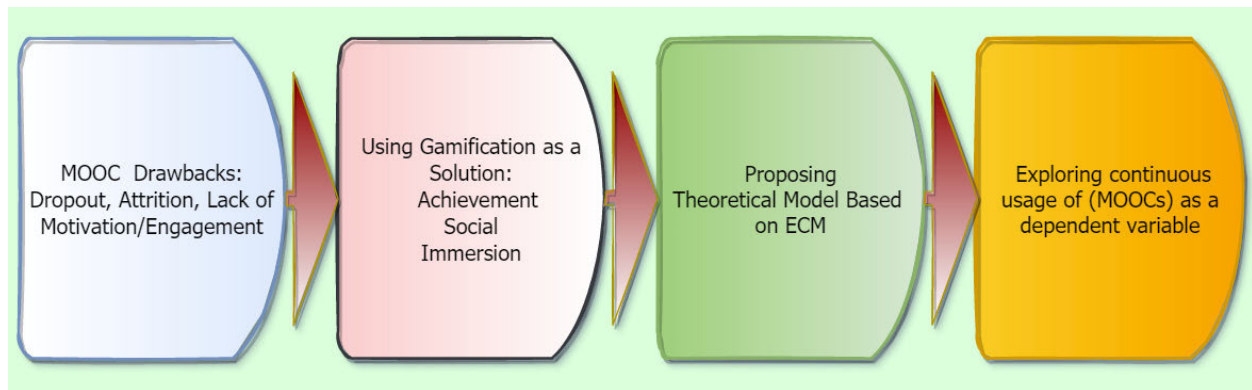 MOOC  Drawbacks:
Dropout, Attrition, Lack of
Motivation/Engagement
Using Gamification as a
Solution:
Achievement
Social
Immersion
Proposing
Theoretical Model Based
on ECM
Exploring continuous
usage of (MOOCs) as a
dependent variable